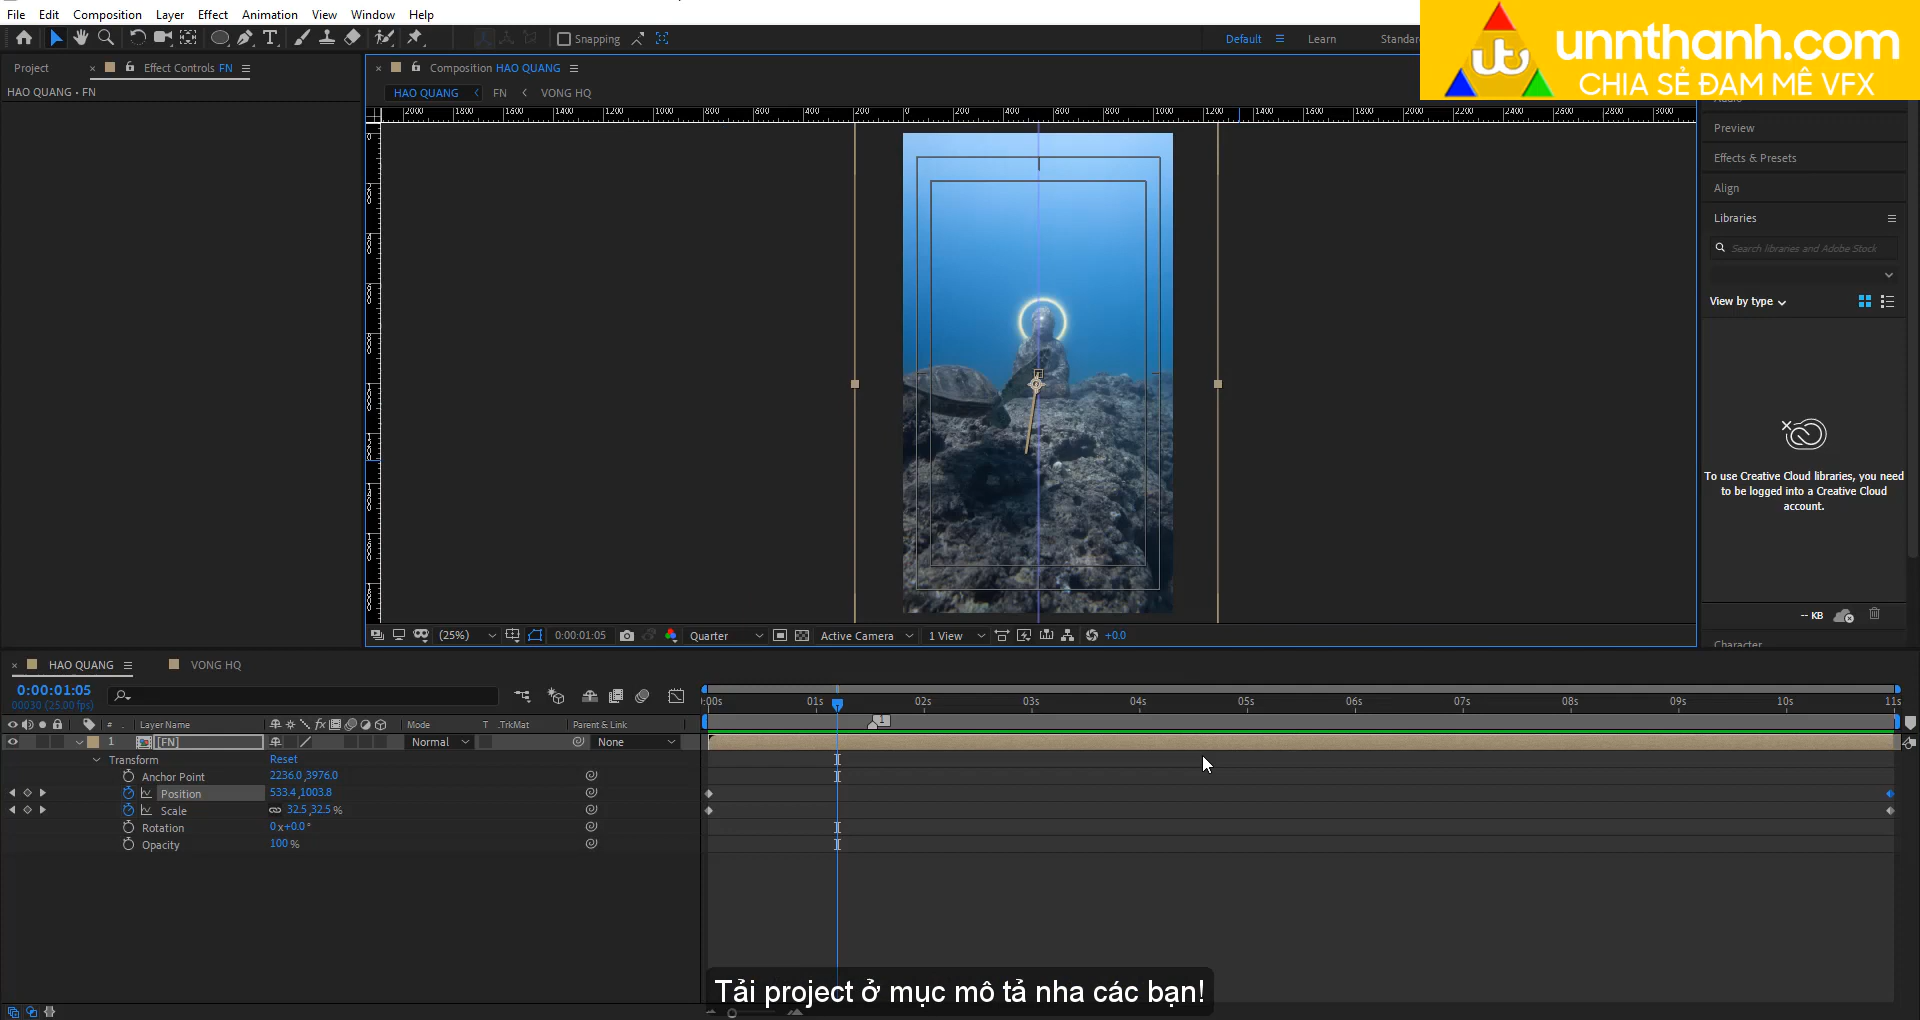 File Edit Composition Layer Effect Animation View Window Help
Snapping
Default
Learn
unnthanh.com
CHIA SẺ ĐAM MÊ VFX
Project
Effect Controls FN
Composition HAO QUANG
HAO QUANG • FN
HAO QUANG
FN
VONG HQ
Preview
Effects & Presets
Align
Libraries
Search libraries and Adobe Stock
View by type
To use Creative Cloud libraries, you need
to be logged into a Creative Cloud
account.
-- KB
(25%)
0:00:01:05
Quarter
Active Camera
1 View
+0.0
HAO QUANG
VONG HQ
0:00:01:05
00030 (25.00 fps)
:00s 01s 02s 03s 04s 05s 06s 07s 08s 09s 10s 11s
# Layer Name
Mode
T .TrkMat
Parent & Link
1
1 [FN]
Normal
None
Transform
Reset
Anchor Point
2236.0,3976.0
Position
533.4,1003.8
Scale
32.5,32.5%
Rotation
0x+0.0°
Opacity
100%
Tải project ở mục mô tả nha các bạn!